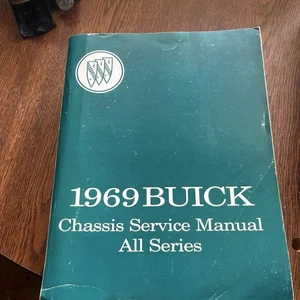 1969 BUICK
Chassis Service Manual
All Series